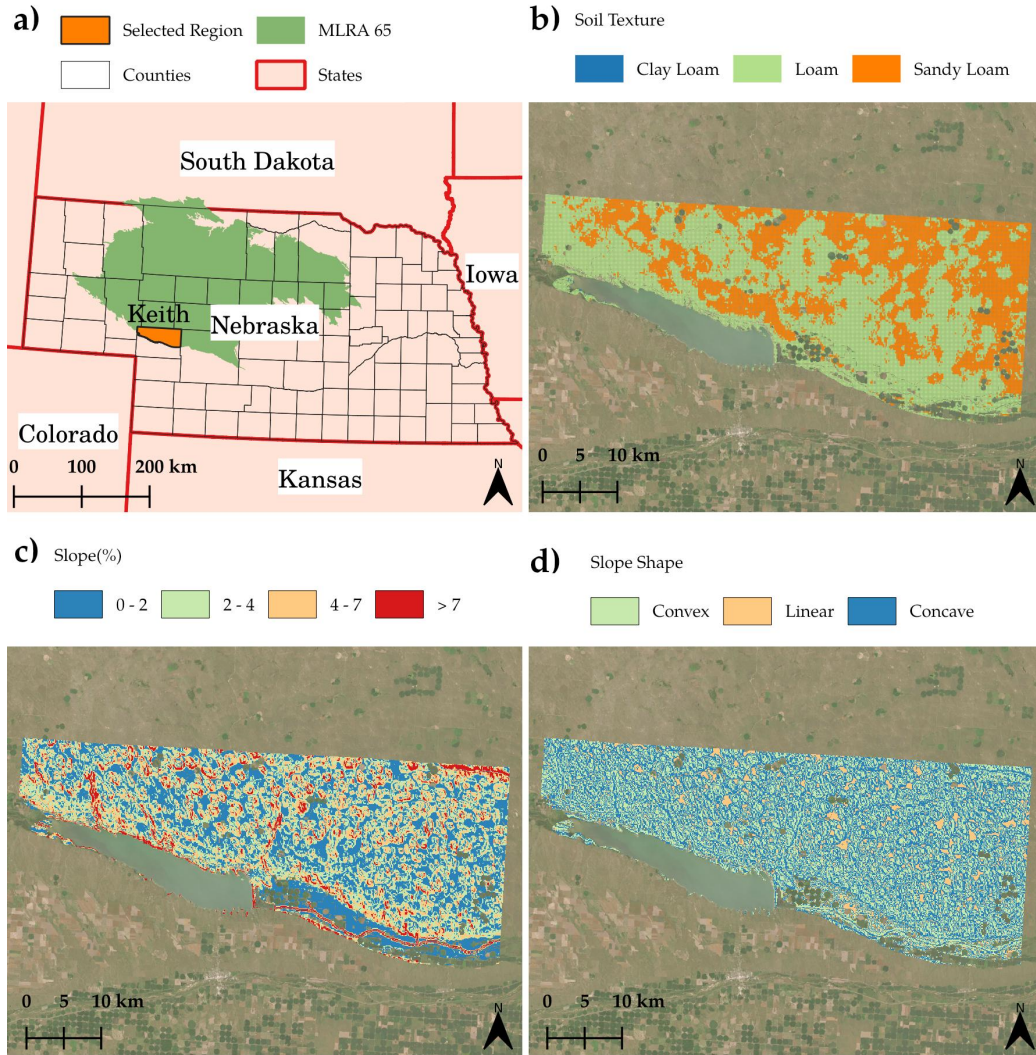 a)
Selected Region
MLRA 65
Counties
States
South Dakota
Iowa
Keith
Nebraska
Colorado
0 100 200 km
Kansas
N
b) Soil Texture
Clay Loam
Loam
Sandy Loam
0 5 10 km
N
c) Slope(%)
0 - 2
2 - 4
4 - 7
> 7
0 5 10 km
N
d) Slope Shape
Convex
Linear
Concave
0 5 10 km
N